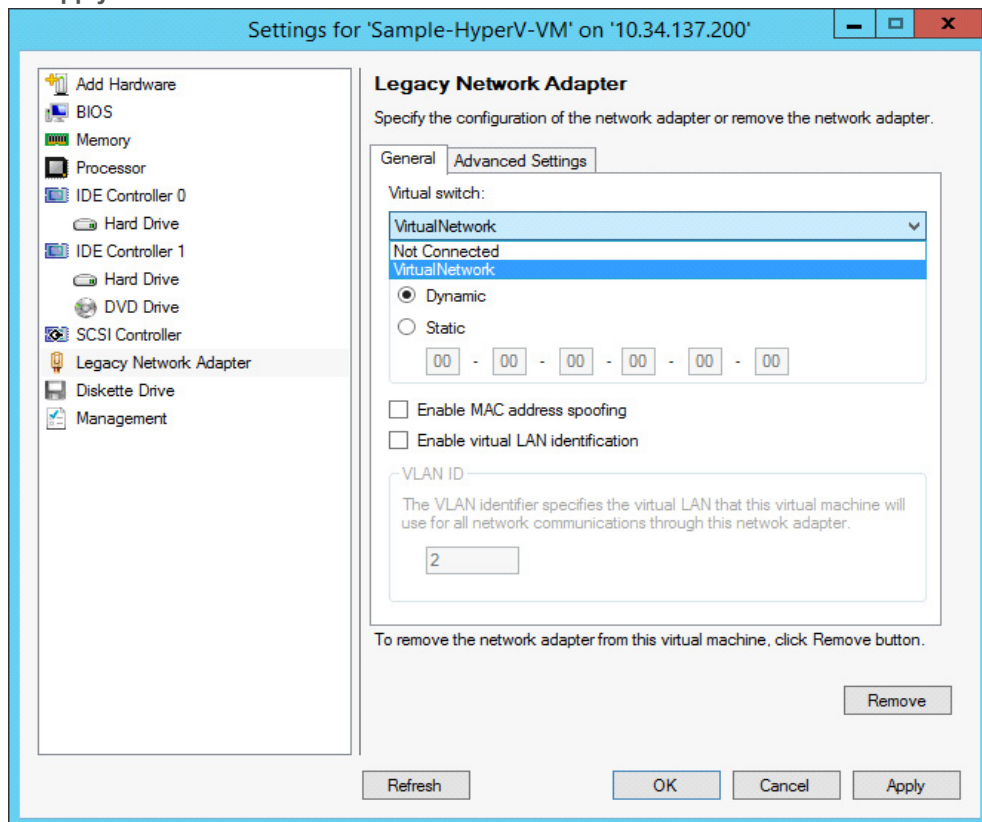 Settings for 'Sample-HyperV-VM' on '10.34.137.200'
Add Hardware
BIOS
Memory
Processor
IDE Controller 0
Hard Drive
IDE Controller 1
Hard Drive
DVD Drive
SCSI Controller
Legacy Network Adapter
Diskette Drive
Management
Legacy Network Adapter
Specify the configuration of the network adapter or remove the network adapter.
General Advanced Settings
Virtual switch:
VirtualNetwork
Not Connected
VirtualNetwork
Dynamic
Static
00 - 00 - 00 - 00 - 00 - 00
Enable MAC address spoofing
Enable virtual LAN identification
VLAN ID
The VLAN identifier specifies the virtual LAN that this virtual machine will
use for all network communications through this netwok adapter.
2
To remove the network adapter from this virtual machine, click Remove button.
Remove
Refresh OK Cancel Apply